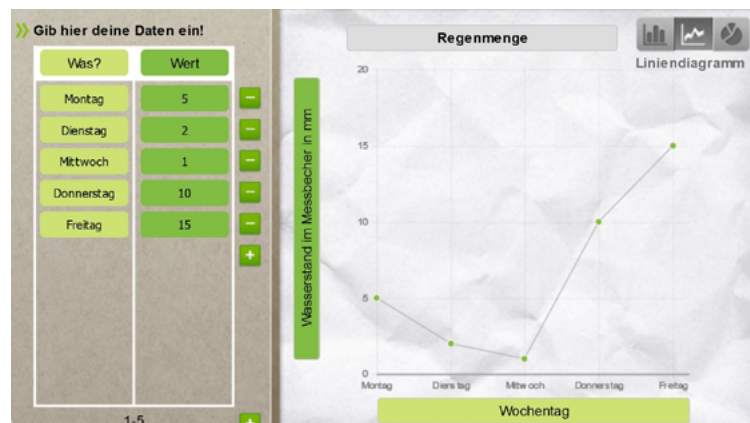 Gib hier deine Daten ein!
Was? Wert
Montag 5
Dienstag 2
Mittwoch 1
Donnerstag 10
Freitag 15
1-5
Regenmenge
Liniendiagramm
Wasserstand im Messbecher in mm
20
15
10
5
0
Montag Dienstag Mittwoch Donnerstag Freitag
Wochentag